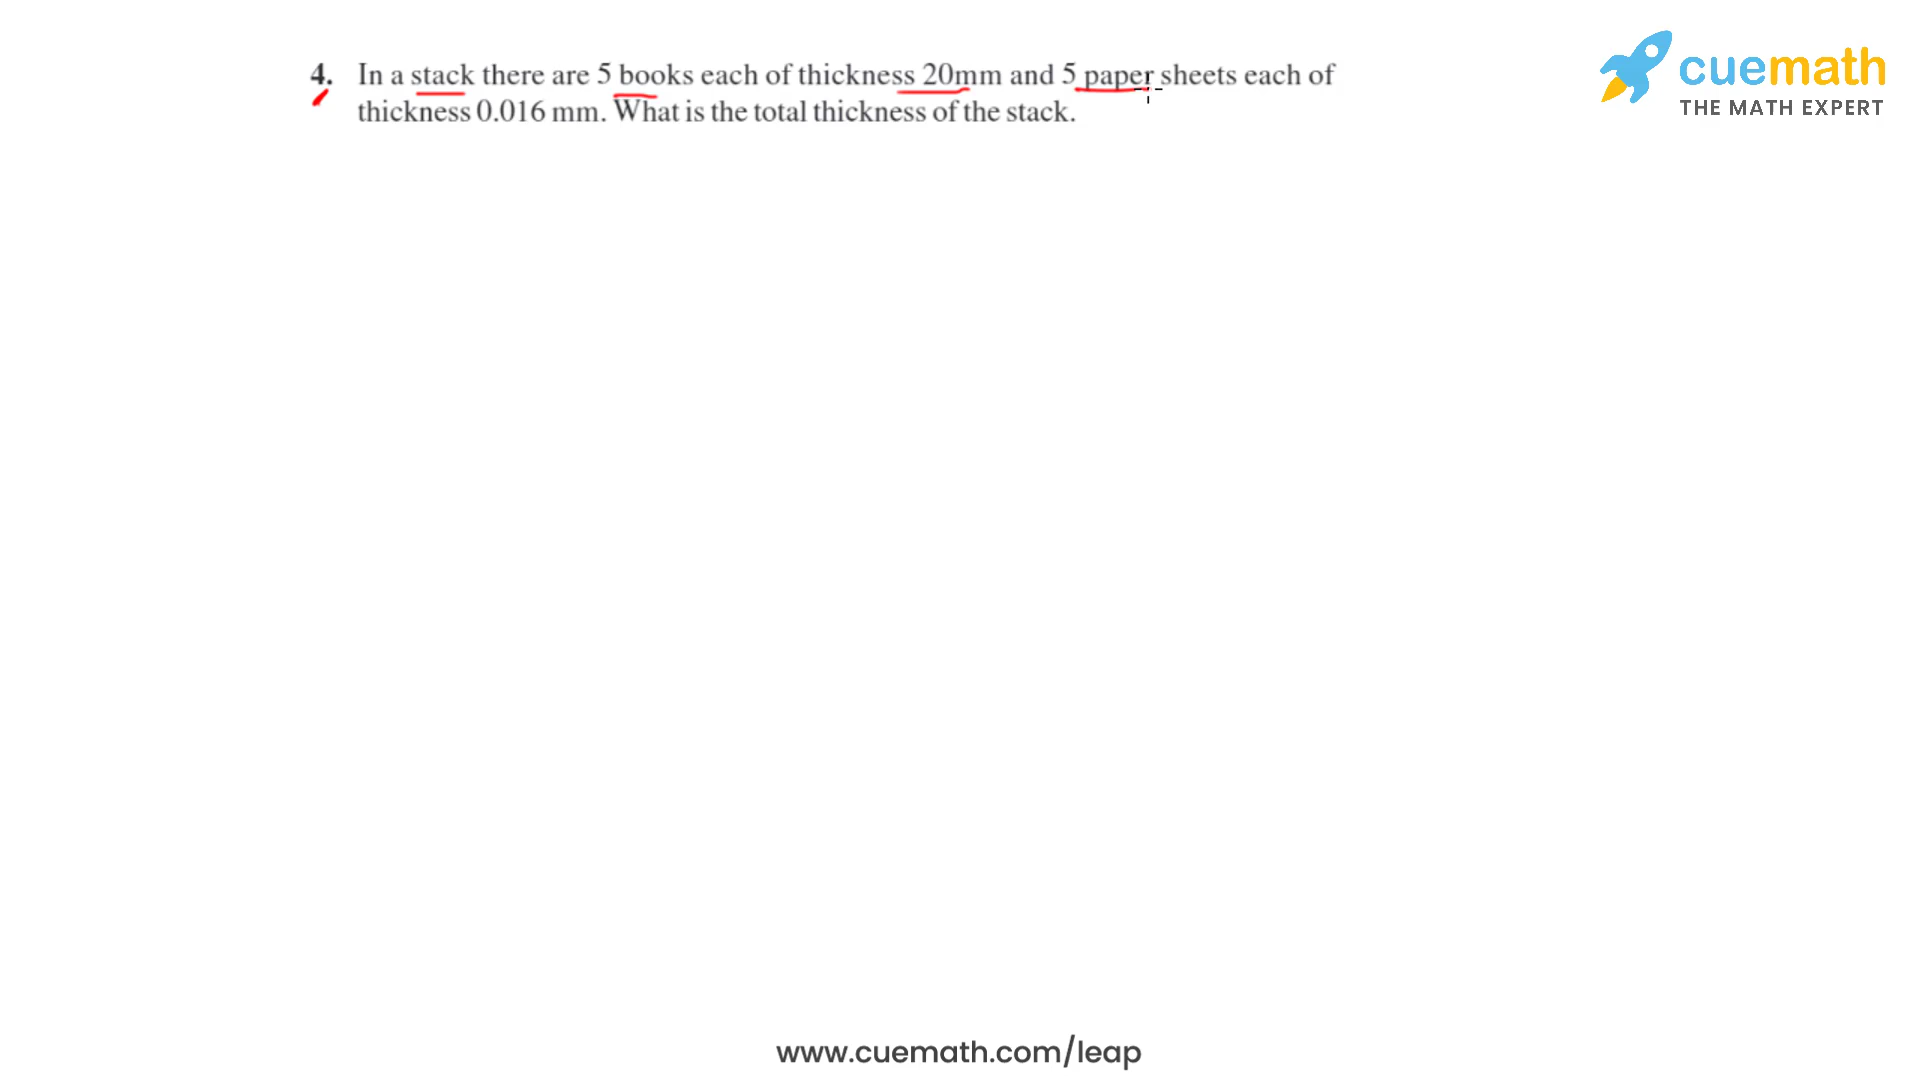 4. In a stack there are 5 books each of thickness 20mm and 5 paper sheets each of
thickness 0.016 mm. What is the total thickness of the stack.
cuemath
THE MATH EXPERT
www.cuemath.com/leap